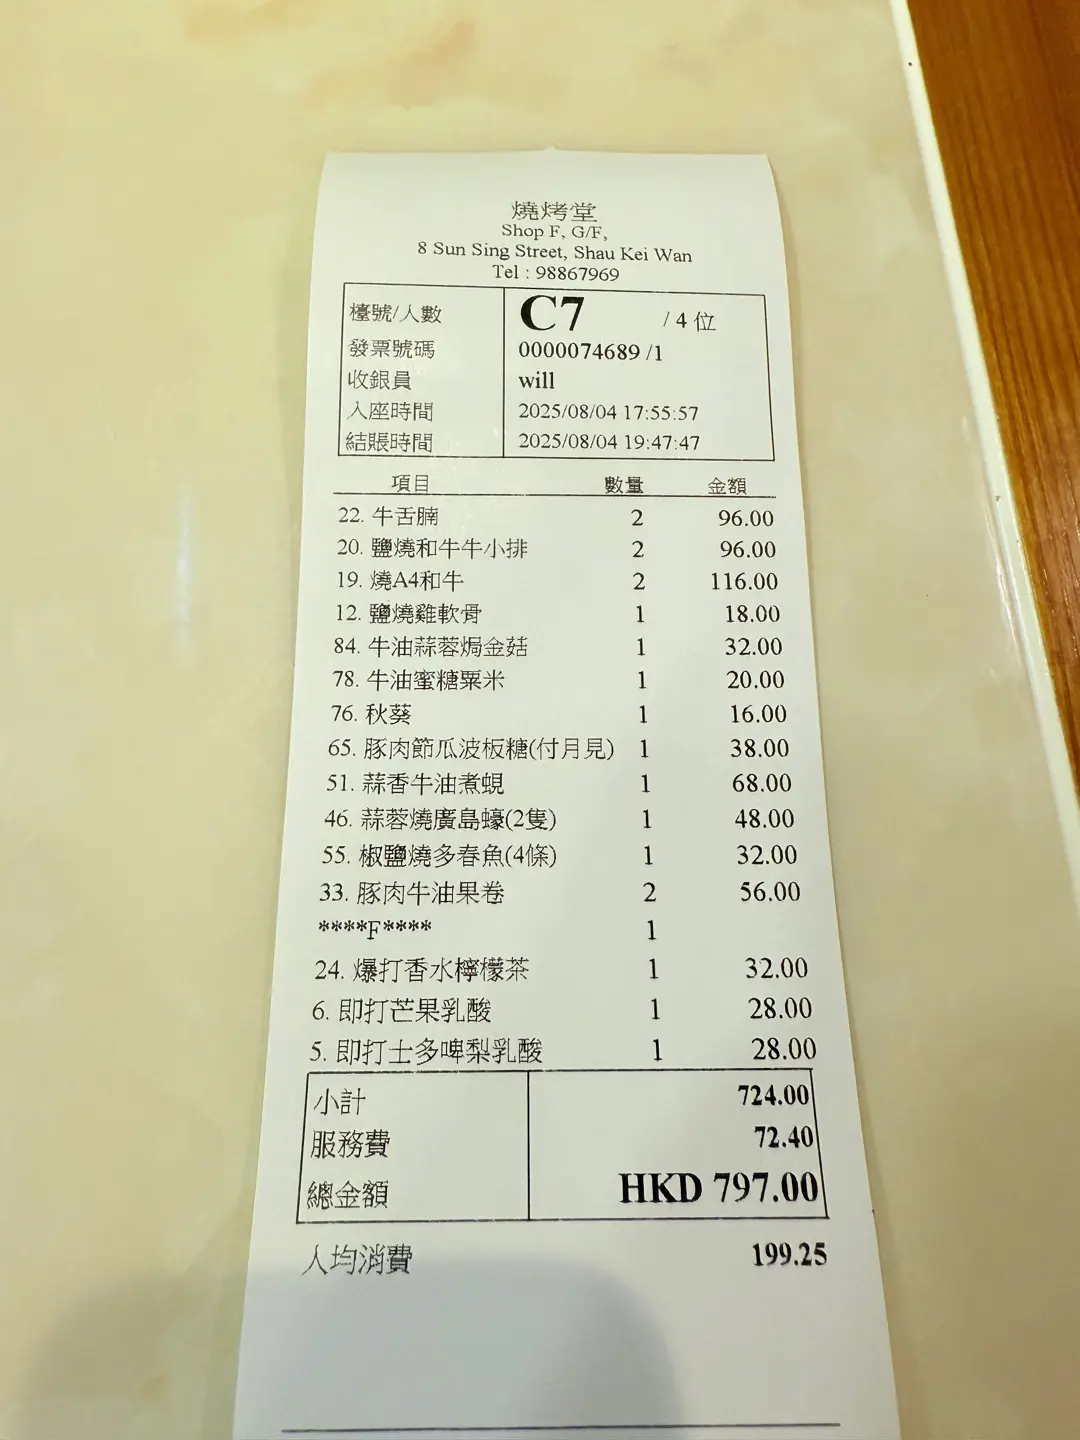 燒烤堂
Shop F, G/F,
8 Sun Sing Street, Shau Kei Wan
Tel : 98867969
檯號/人數 C7 / 4 位
發票號碼 0000074689 /1
收銀員 will
入座時間 2025/08/04 17:55:57
結賬時間 2025/08/04 19:47:47
項目 數量 金額
22. 牛舌腩 2 96.00
20. 鹽燒和牛牛小排 2 96.00
19. 燒A4和牛 2 116.00
12. 鹽燒雞軟骨 1 18.00
84. 牛油蒜蓉焗金菇 1 32.00
78. 牛油蜜糖粟米 1 20.00
76. 秋葵 1 16.00
65. 豚肉節瓜波板糖(付月見) 1 38.00
51. 蒜香牛油煮蜆 1 68.00
46. 蒜蓉燒廣島蠔(2隻) 1 48.00
55. 椒鹽燒多春魚(4條) 1 32.00
33. 豚肉牛油果卷 2 56.00
****F**** 1
24. 爆打香水檸檬茶 1 32.00
6. 即打芒果乳酸 1 28.00
5. 即打士多啤梨乳酸 1 28.00
小計 724.00
服務費 72.40
總金額 HKD 797.00
人均消費 199.25